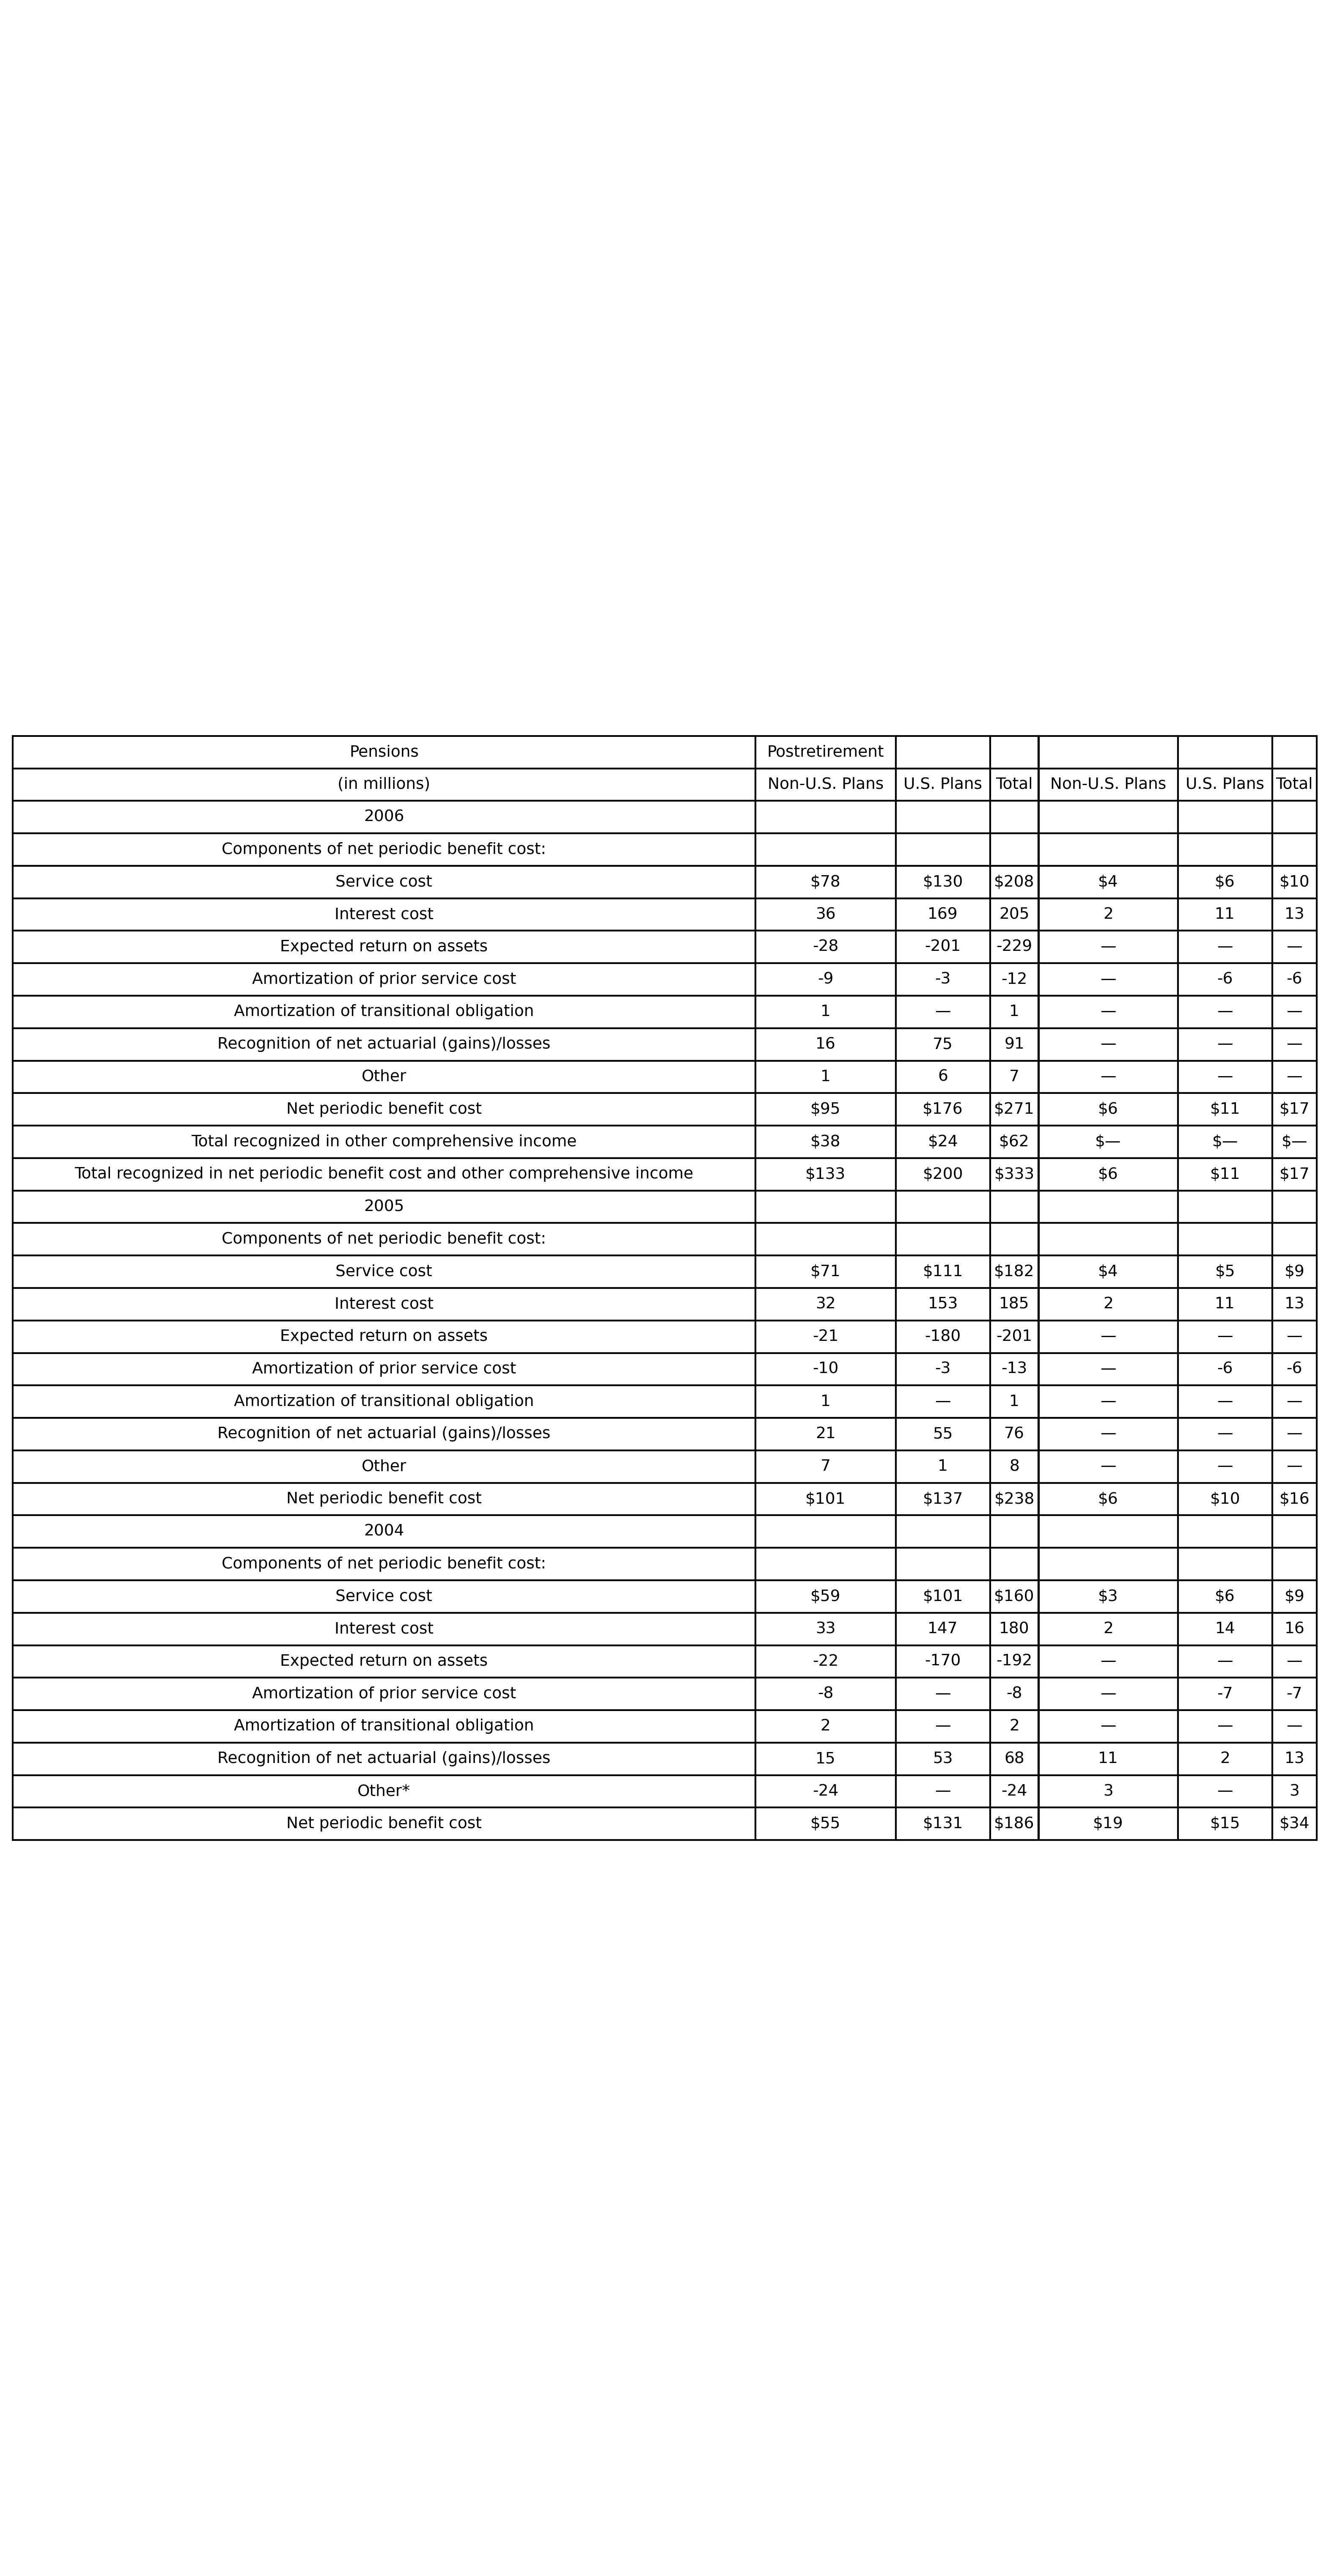 Pensions Postretirement
(in millions) Non-U.S. Plans U.S. Plans Total Non-U.S. Plans U.S. Plans Total
2006
Components of net periodic benefit cost:
Service cost $78 $130 $208 $4 $6 $10
Interest cost 36 169 205 2 11 13
Expected return on assets -28 -201 -229 — — —
Amortization of prior service cost -9 -3 -12 — -6 -6
Amortization of transitional obligation 1 — 1 — — —
Recognition of net actuarial (gains)/losses 16 75 91 — — —
Other 1 6 7 — — —
Net periodic benefit cost $95 $176 $271 $6 $11 $17
Total recognized in other comprehensive income $38 $24 $62 $— $— $—
Total recognized in net periodic benefit cost and other comprehensive income $133 $200 $333 $6 $11 $17
2005
Components of net periodic benefit cost:
Service cost $71 $111 $182 $4 $5 $9
Interest cost 32 153 185 2 11 13
Expected return on assets -21 -180 -201 — — —
Amortization of prior service cost -10 -3 -13 — -6 -6
Amortization of transitional obligation 1 — 1 — — —
Recognition of net actuarial (gains)/losses 21 55 76 — — —
Other 7 1 8 — — —
Net periodic benefit cost $101 $137 $238 $6 $10 $16
2004
Components of net periodic benefit cost:
Service cost $59 $101 $160 $3 $6 $9
Interest cost 33 147 180 2 14 16
Expected return on assets -22 -170 -192 — — —
Amortization of prior service cost -8 — -8 — -7 -7
Amortization of transitional obligation 2 — 2 — — —
Recognition of net actuarial (gains)/losses 15 53 68 11 2 13
Other* -24 — -24 3 — 3
Net periodic benefit cost $55 $131 $186 $19 $15 $34